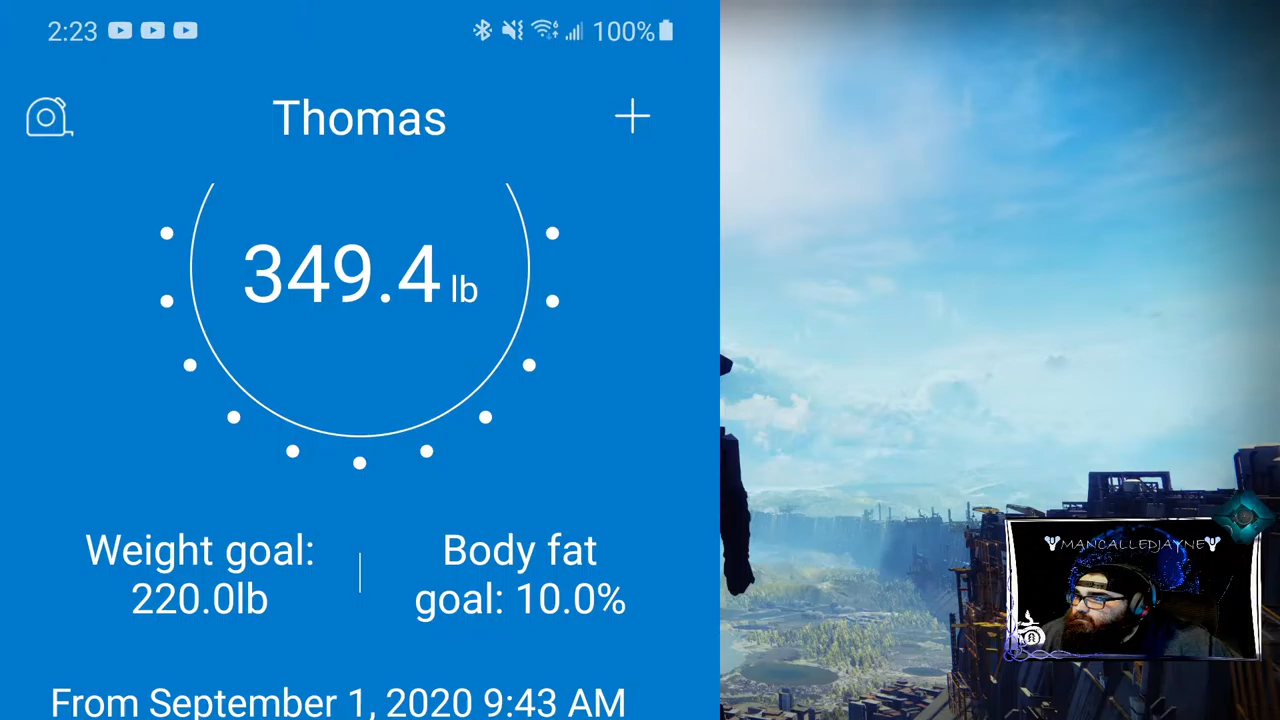 2:23
100%
Thomas
349.4 lb
Weight goal:
220.0lb
Body fat
goal: 10.0%
From September 1, 2020 9:43 AM
MANCALLEDJAYNE